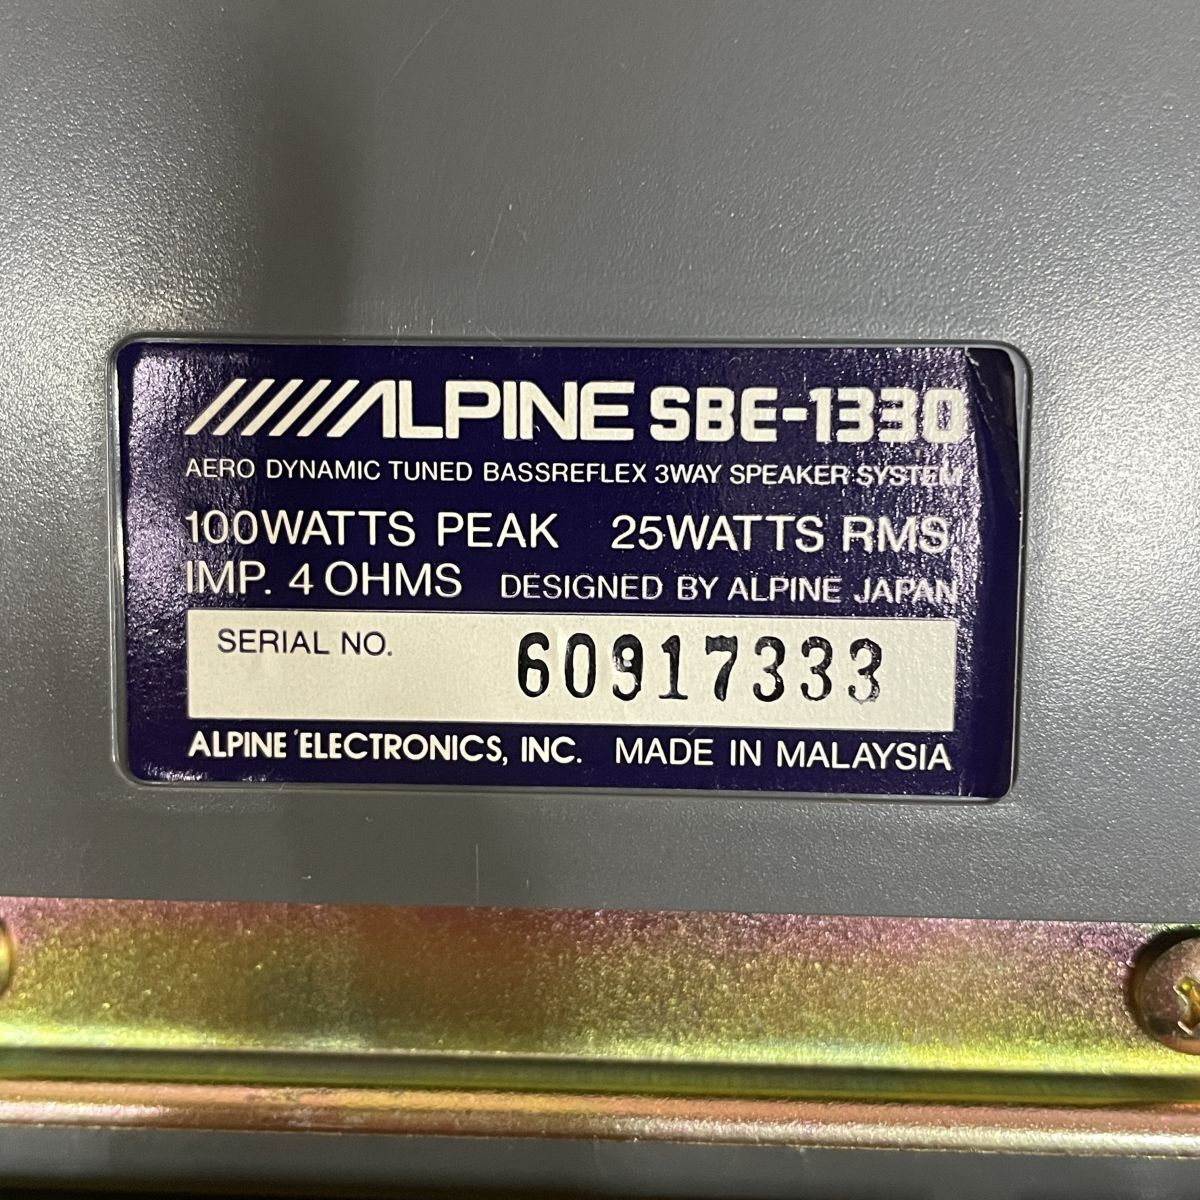 ALPINE SBE-1330
AERO DYNAMIC TUNED BASSREFLEX 3WAY SPEAKER SYSTEM
100WATTS PEAK 25WATTS RMS
IMP. 4 OHMS DESIGNED BY ALPINE JAPAN
SERIAL NO. 60917333
ALPINE ELECTRONICS, INC. MADE IN MALAYSIA